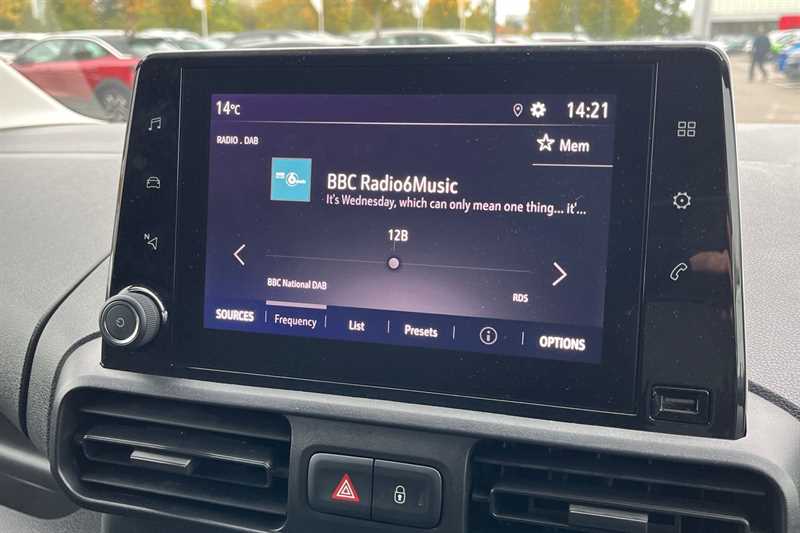 14°C
14:21
RADIO . DAB
Mem
6
BBC Radio6Music
It's Wednesday, which can only mean one thing... it'...
12B
BBC National DAB
RDS
SOURCES
Frequency
List
Presets
OPTIONS
N